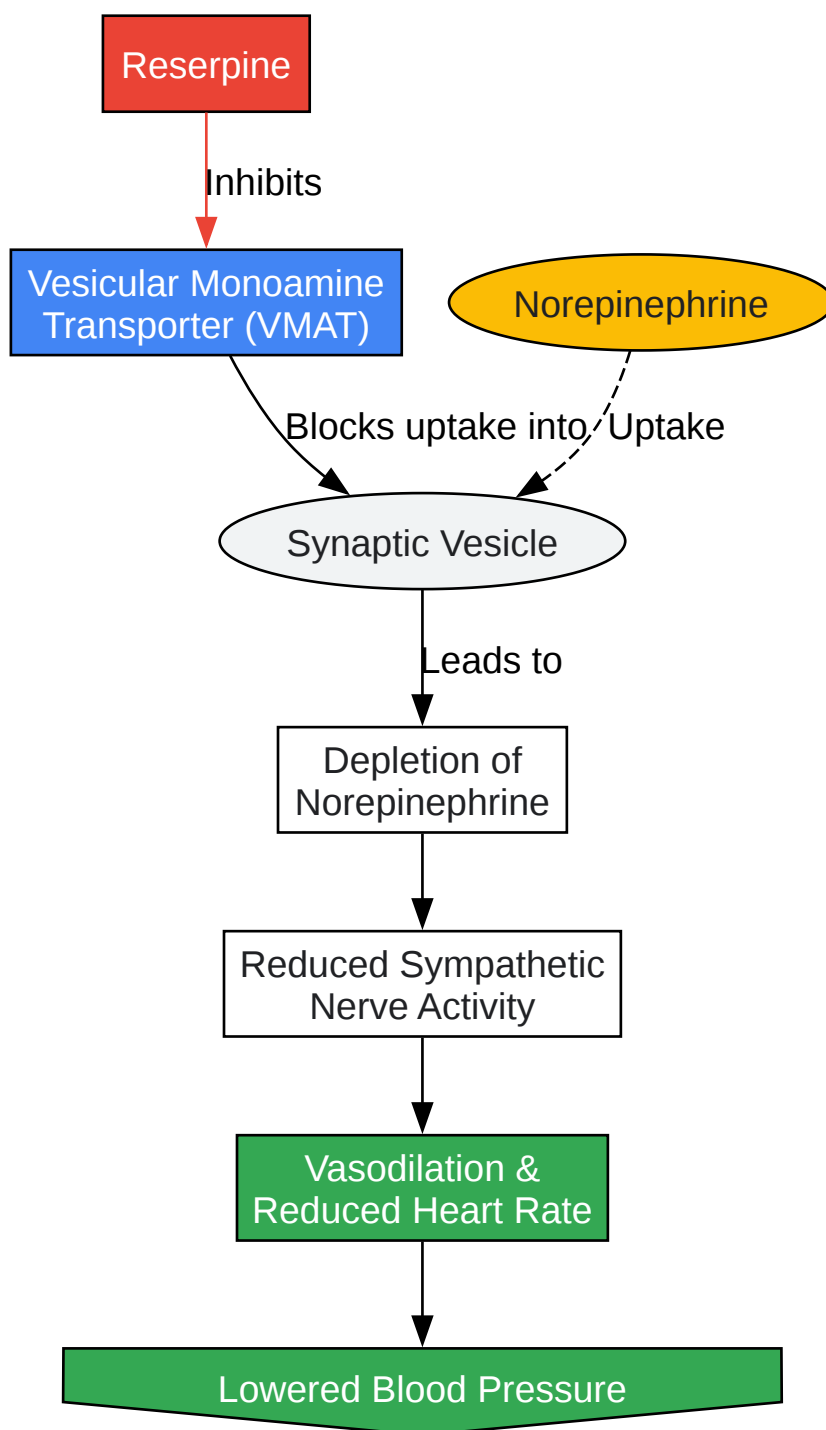 Reserpine
Inhibits
Vesicular Monoamine
Transporter (VMAT)
Norepinephrine
Blocks uptake into
Uptake
Synaptic Vesicle
Leads to
Depletion of
Norepinephrine
Reduced Sympathetic
Nerve Activity
Vasodilation &
Reduced Heart Rate
Lowered Blood Pressure